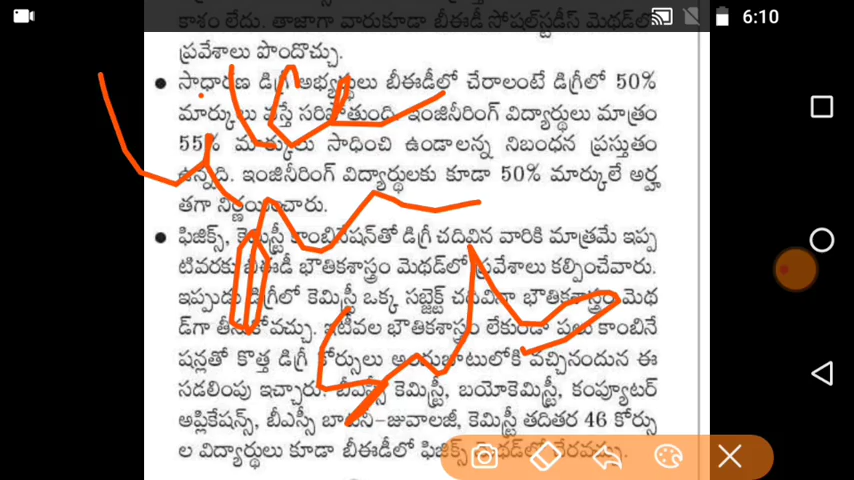 6:10
కాశం లేదు. తాజాగా వారుకూడా బీఈడీ సోషల్‌స్టడీస్ మెథడ్‌లో
ప్రవేశాలు పొందొచ్చు.
● సాధారణ డిగ్రీ అభ్యర్థులు బీఈడీల్లో చేరాలంటే డిగ్రీలో 50%
మార్కులు వస్తే సరిపోతుంది. ఇంజినీరింగ్ విద్యార్థులు మాత్రం
55% మార్కులు సాధించి ఉండాలన్న నిబంధన ప్రస్తుతం
ఉన్నది. ఇంజినీరింగ్ విద్యార్థులకు కూడా 50% మార్కులే అర్హ
తగా నిర్ణయించారు.
● ఫిజిక్స్, కెమిస్ట్రీ కాంబినేషన్‌తో డిగ్రీ చదివిన వారికి మాత్రమే ఇప్ప
టివరకు బీఈడీ భౌతికశాస్త్రం మెథడ్‌లో ప్రవేశాలు కల్పించేవారు.
ఇప్పుడు డిగ్రీలో కెమిస్ట్రీ ఒక్క సబ్జెక్ట్ చదివినా భౌతికశాస్త్రం మెథ
డ్‌గా తీసుకోవచ్చు. ఇటీవల భౌతికశాస్త్రం లేకుండా పలు కాంబినే
షన్లతో కొత్త డిగ్రీ కోర్సులు అందుబాటులోకి వచ్చినందున ఈ
సడలింపు ఇచ్చారు. బీఎస్సీ కెమిస్ట్రీ, బయోకెమిస్ట్రీ, కంప్యూటర్
అప్లికేషన్స్, బీఎస్సీ బాటని-జువాలజీ, కెమిస్ట్రీ తదితర 46 కోర్సు
ల విద్యార్థులు కూడా బీఈడీలో ఫిజిక్స్ మెథడ్‌లో చేరవచ్చు.